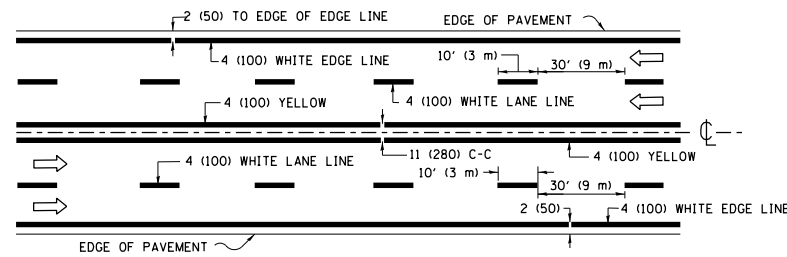 2 (50) TO EDGE OF EDGE LINE
EDGE OF PAVEMENT
4 (100) WHITE EDGE LINE
10' (3 m)
30' (9 m)
4 (100) YELLOW
4 (100) WHITE LANE LINE
CL
4 (100) WHITE LANE LINE
11 (280) C-C
4 (100) YELLOW
10' (3 m)
30' (9 m)
2 (50)
4 (100) WHITE EDGE LINE
EDGE OF PAVEMENT